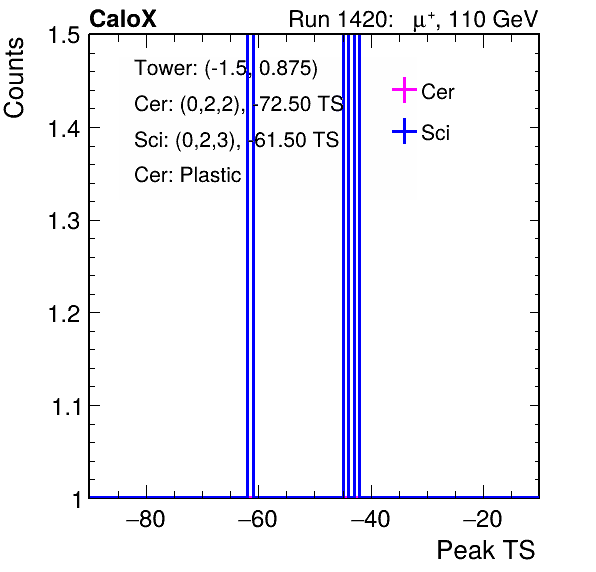 CaloX Run 1420: μ⁺, 110 GeV
Counts
1.5
1.4
1.3
1.2
1.1
1
Tower: (-1.5, 0.875)
Cer: (0,2,2), -72.50 TS
Sci: (0,2,3), -61.50 TS
Cer: Plastic
Cer
Sci
−80 −60 −40 −20
Peak TS